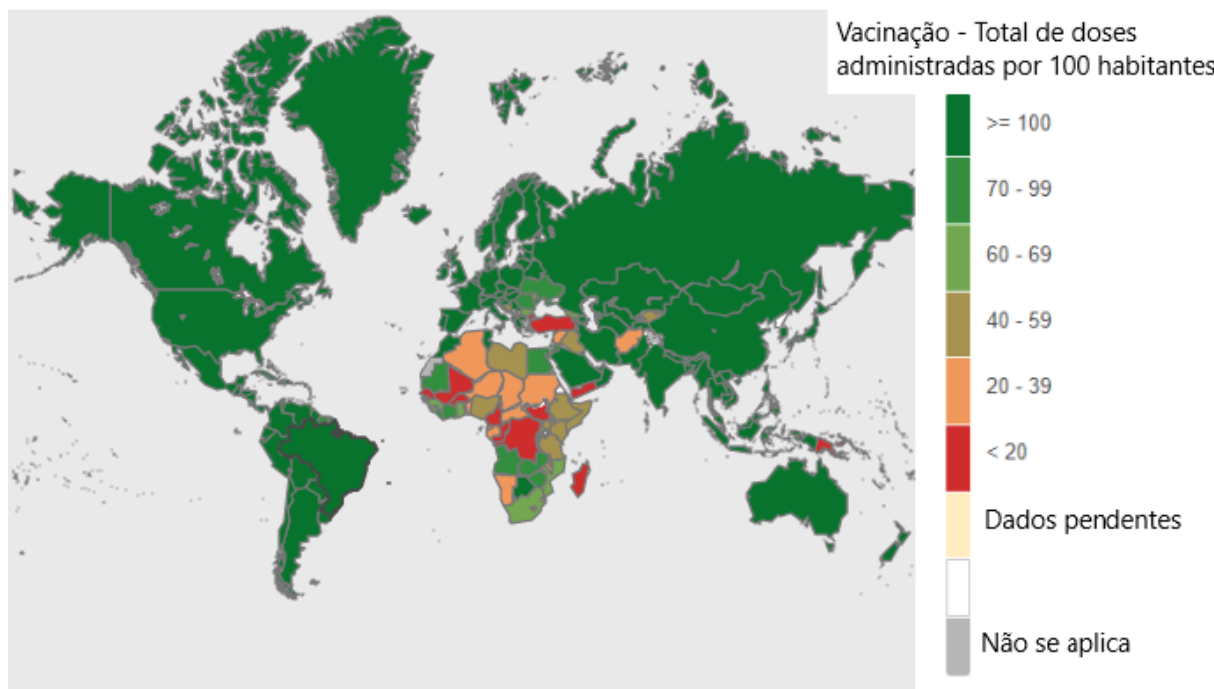 Vacinação - Total de doses
administradas por 100 habitantes
>= 100
70 - 99
60 - 69
40 - 59
20 - 39
< 20
Dados pendentes
Não se aplica